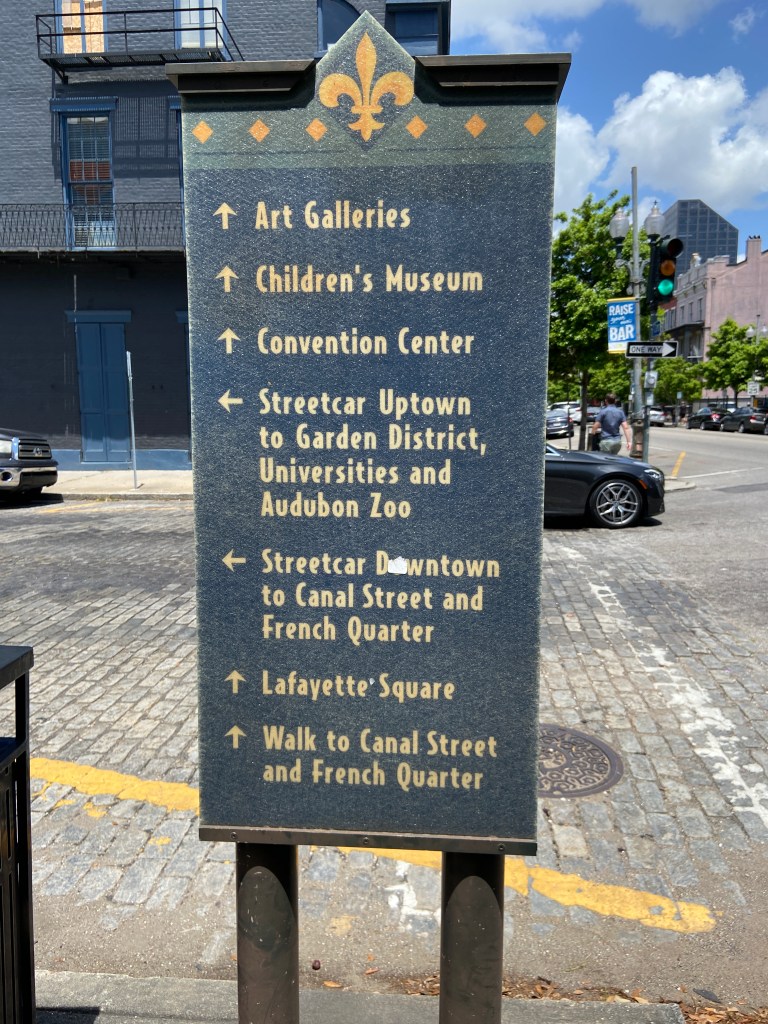 ↑ Art Galleries
↑ Children's Museum
↑ Convention Center
← Streetcar Uptown
to Garden District,
Universities and
Audubon Zoo
← Streetcar Downtown
to Canal Street and
French Quarter
↑ Lafayette Square
↑ Walk to Canal Street
and French Quarter
RAISE
BAR
ONE WAY